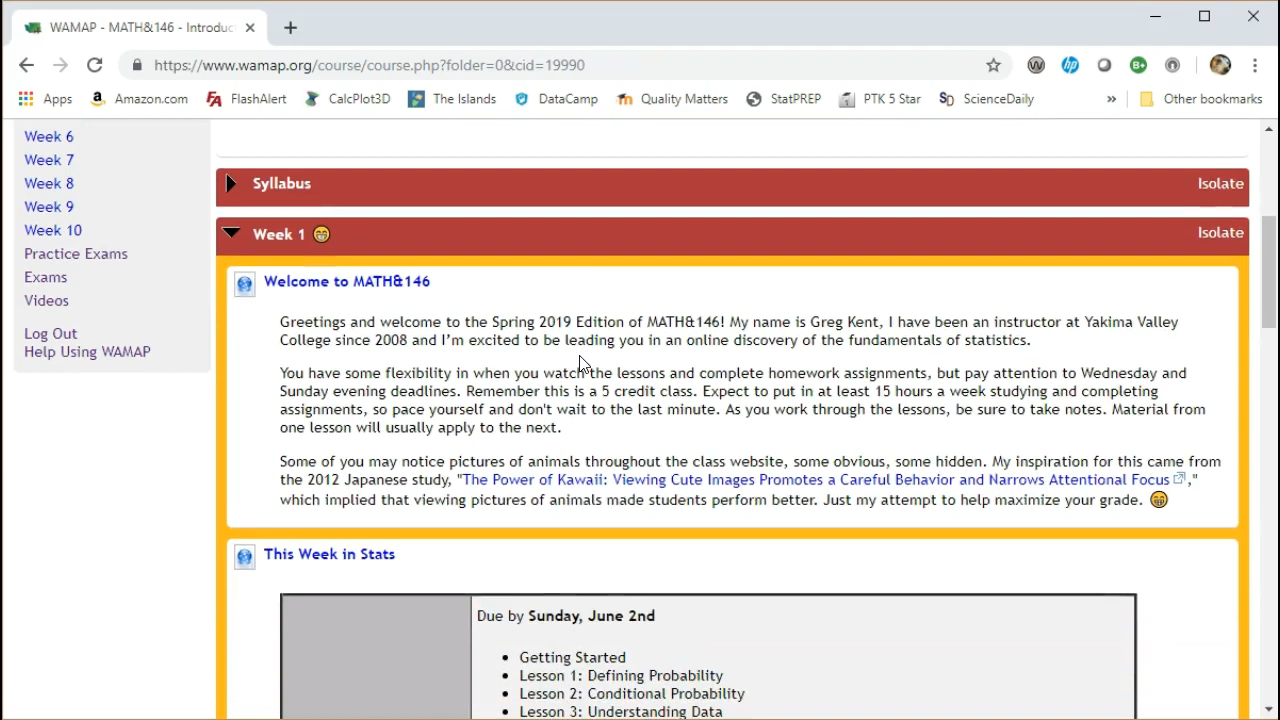 WAMAP - MATH&146 - Introduc
https://www.wamap.org/course/course.php?folder=0&cid=19990
Apps Amazon.com FlashAlert CalcPlot3D The Islands DataCamp Quality Matters StatPREP PTK 5 Star ScienceDaily » Other bookmarks
Week 6
Week 7
Week 8
Week 9
Week 10
Practice Exams
Exams
Videos
Log Out
Help Using WAMAP
Syllabus Isolate
Week 1 Isolate
Welcome to MATH&146
Greetings and welcome to the Spring 2019 Edition of MATH&146! My name is Greg Kent, I have been an instructor at Yakima Valley
College since 2008 and I’m excited to be leading you in an online discovery of the fundamentals of statistics.
You have some flexibility in when you watch the lessons and complete homework assignments, but pay attention to Wednesday and
Sunday evening deadlines. Remember this is a 5 credit class. Expect to put in at least 15 hours a week studying and completing
assignments, so pace yourself and don't wait to the last minute. As you work through the lessons, be sure to take notes. Material from
one lesson will usually apply to the next.
Some of you may notice pictures of animals throughout the class website, some obvious, some hidden. My inspiration for this came from
the 2012 Japanese study, "The Power of Kawaii: Viewing Cute Images Promotes a Careful Behavior and Narrows Attentional Focus ,"
which implied that viewing pictures of animals made students perform better. Just my attempt to help maximize your grade.
This Week in Stats
Due by Sunday, June 2nd
• Getting Started
• Lesson 1: Defining Probability
• Lesson 2: Conditional Probability
• Lesson 3: Understanding Data